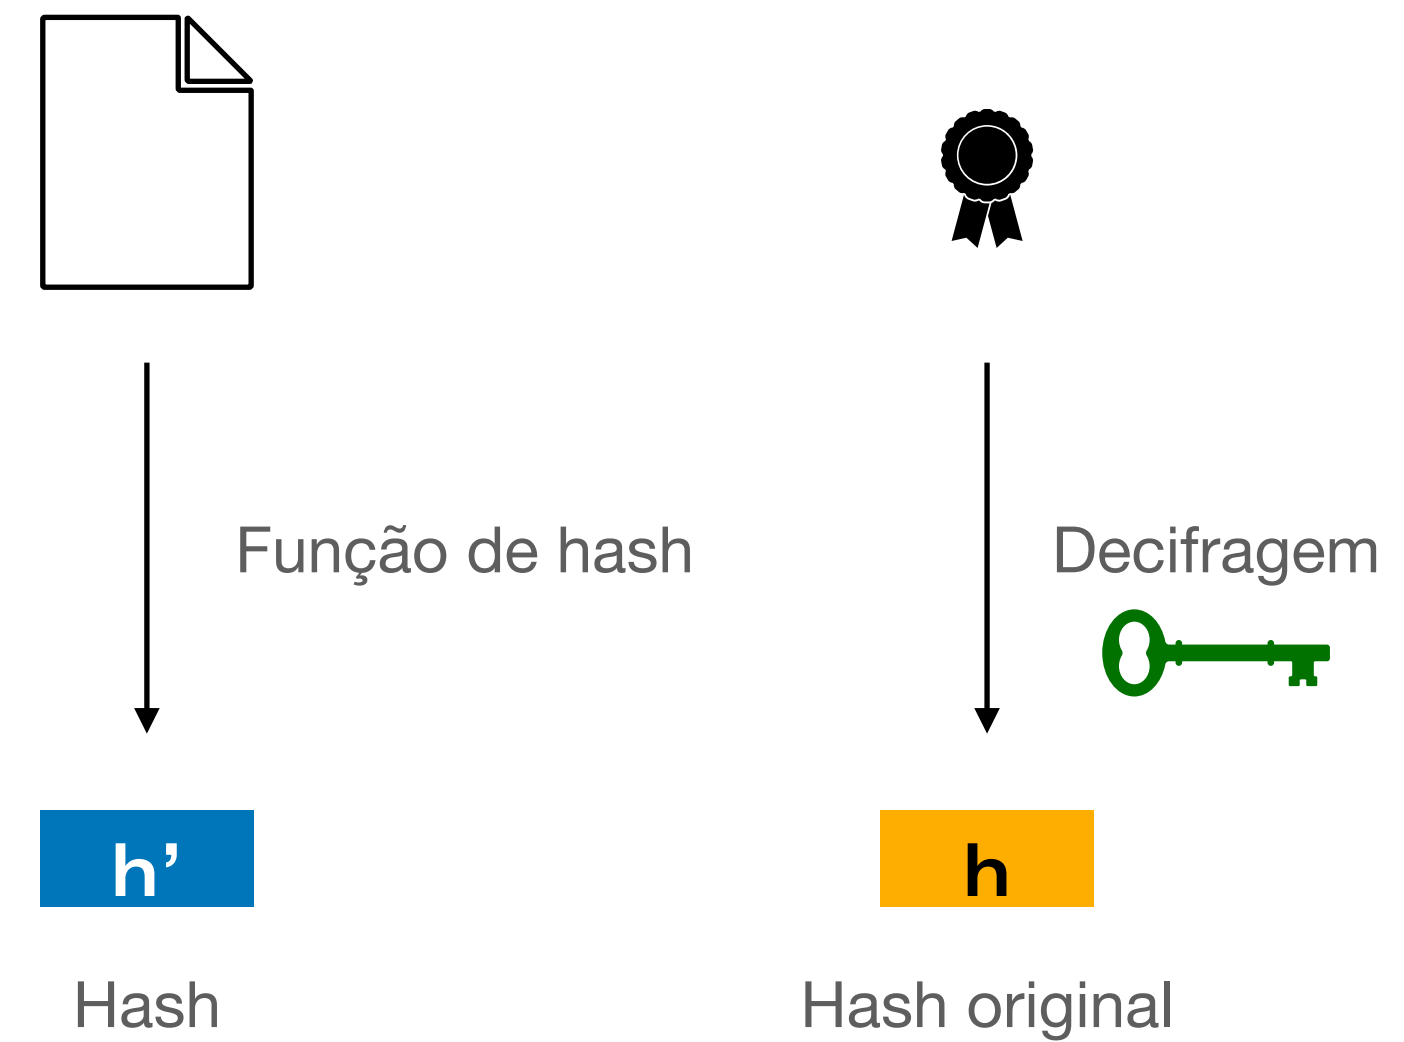 Função de hash
Decifragem
h’
h
Hash
Hash original